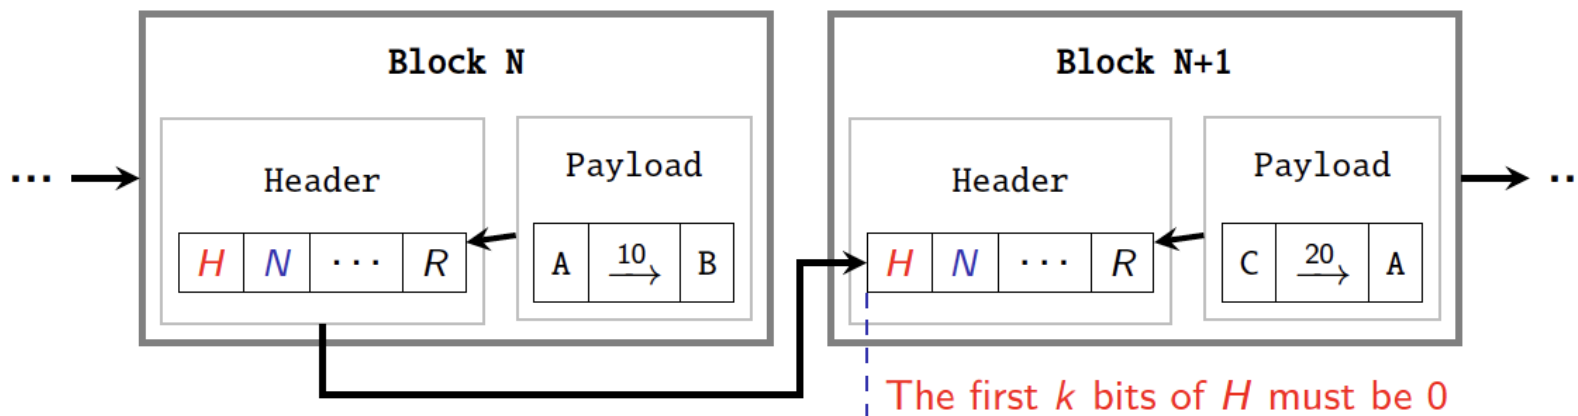 Block N
Header
Payload
H N ··· R
A 10 → B
Block N+1
Header
Payload
H N ··· R
C 20 → A
··· 
··
The first k bits of H must be 0